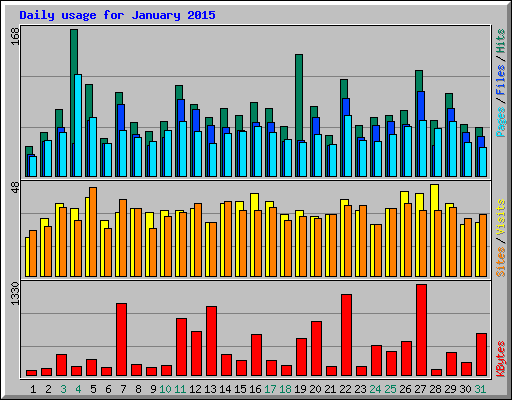 Daily usage for January 2015
168
Pages / Files / Hits
48
Sites / Visits
1330
KBytes
1 2 3 4 5 6 7 8 9 10 11 12 13 14 15 16 17 18 19 20 21 22 23 24 25 26 27 28 29 30 31